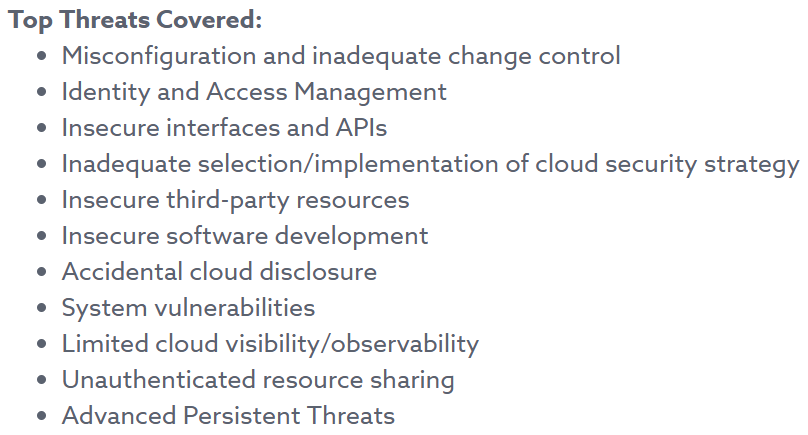 Top Threats Covered:
• Misconfiguration and inadequate change control
• Identity and Access Management
• Insecure interfaces and APIs
• Inadequate selection/implementation of cloud security strategy
• Insecure third-party resources
• Insecure software development
• Accidental cloud disclosure
• System vulnerabilities
• Limited cloud visibility/observability
• Unauthenticated resource sharing
• Advanced Persistent Threats